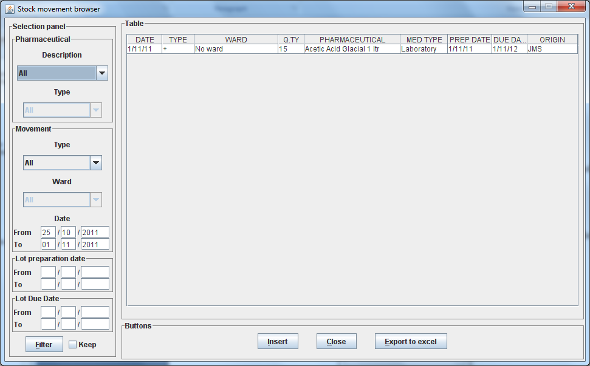 Stock movement browser
Selection panel
Pharmaceutical
Description
All
Type
All
Movement
Type
All
Ward
All
Date
From 25 / 10 / 2011
To 01 / 11 / 2011
Lot preparation date
From / /
To / /
Lot Due Date
From / /
To / /
Filter Keep
Table
DATE TYPE WARD Q.TY PHARMACEUTICAL MED TYPE PREP DATE DUE DA... ORIGIN
1/11/11 + No ward 15 Acetic Acid Glacial 1 ltr Laboratory 1/11/11 1/11/12 JMS
Buttons
Insert Close Export to excel